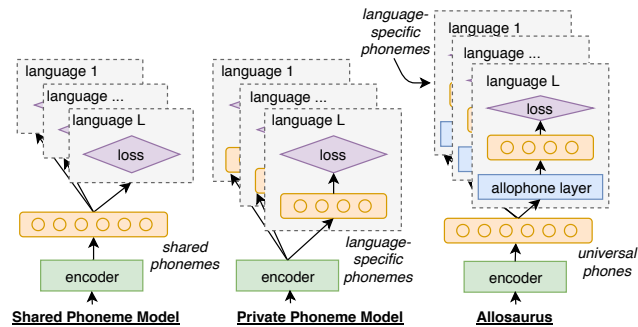 language 1
language ...
language L
loss
shared
phonemes
encoder
Shared Phoneme Model
language 1
language ...
language L
loss
language-
specific
phonemes
encoder
Private Phoneme Model
language-
specific
phonemes
language 1
language ...
language L
loss
allophone layer
universal
phones
encoder
Allosaurus